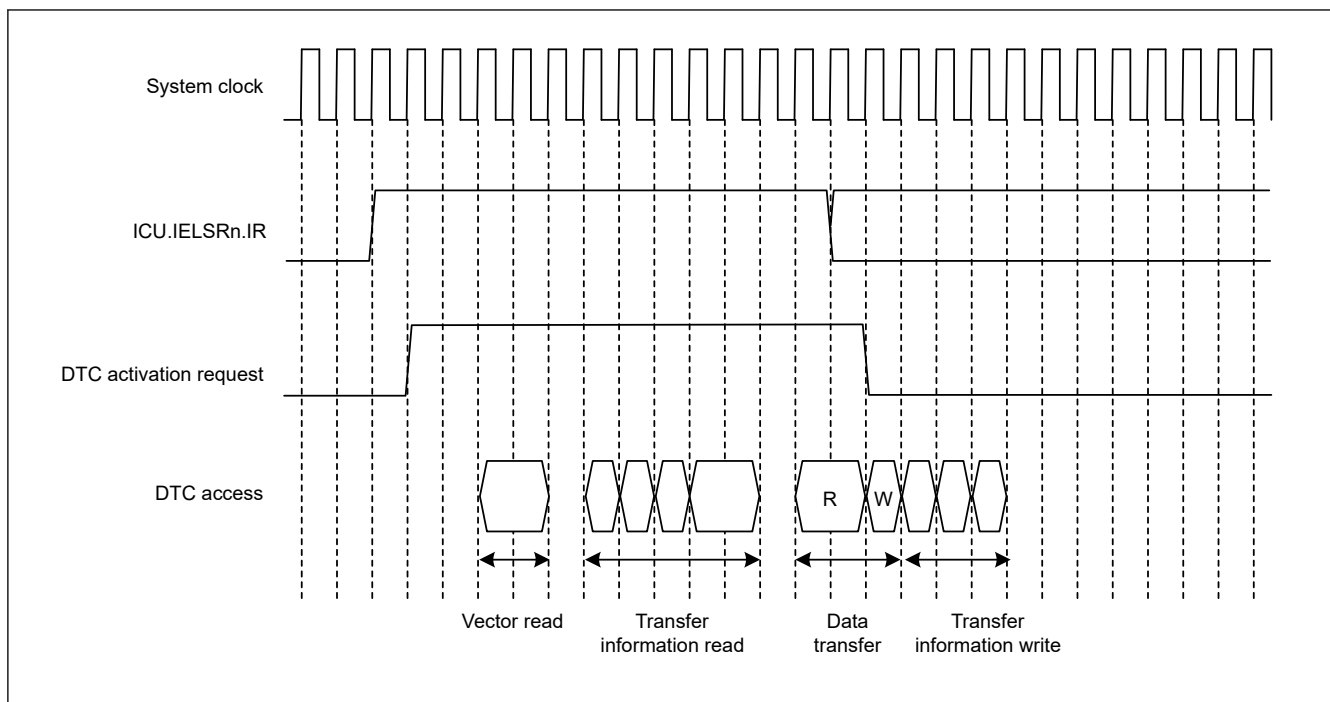 System clock
ICU.IELSRn.IR
DTC activation request
DTC access
R
W
Vector read
Transfer
information read
Data
transfer
Transfer
information write